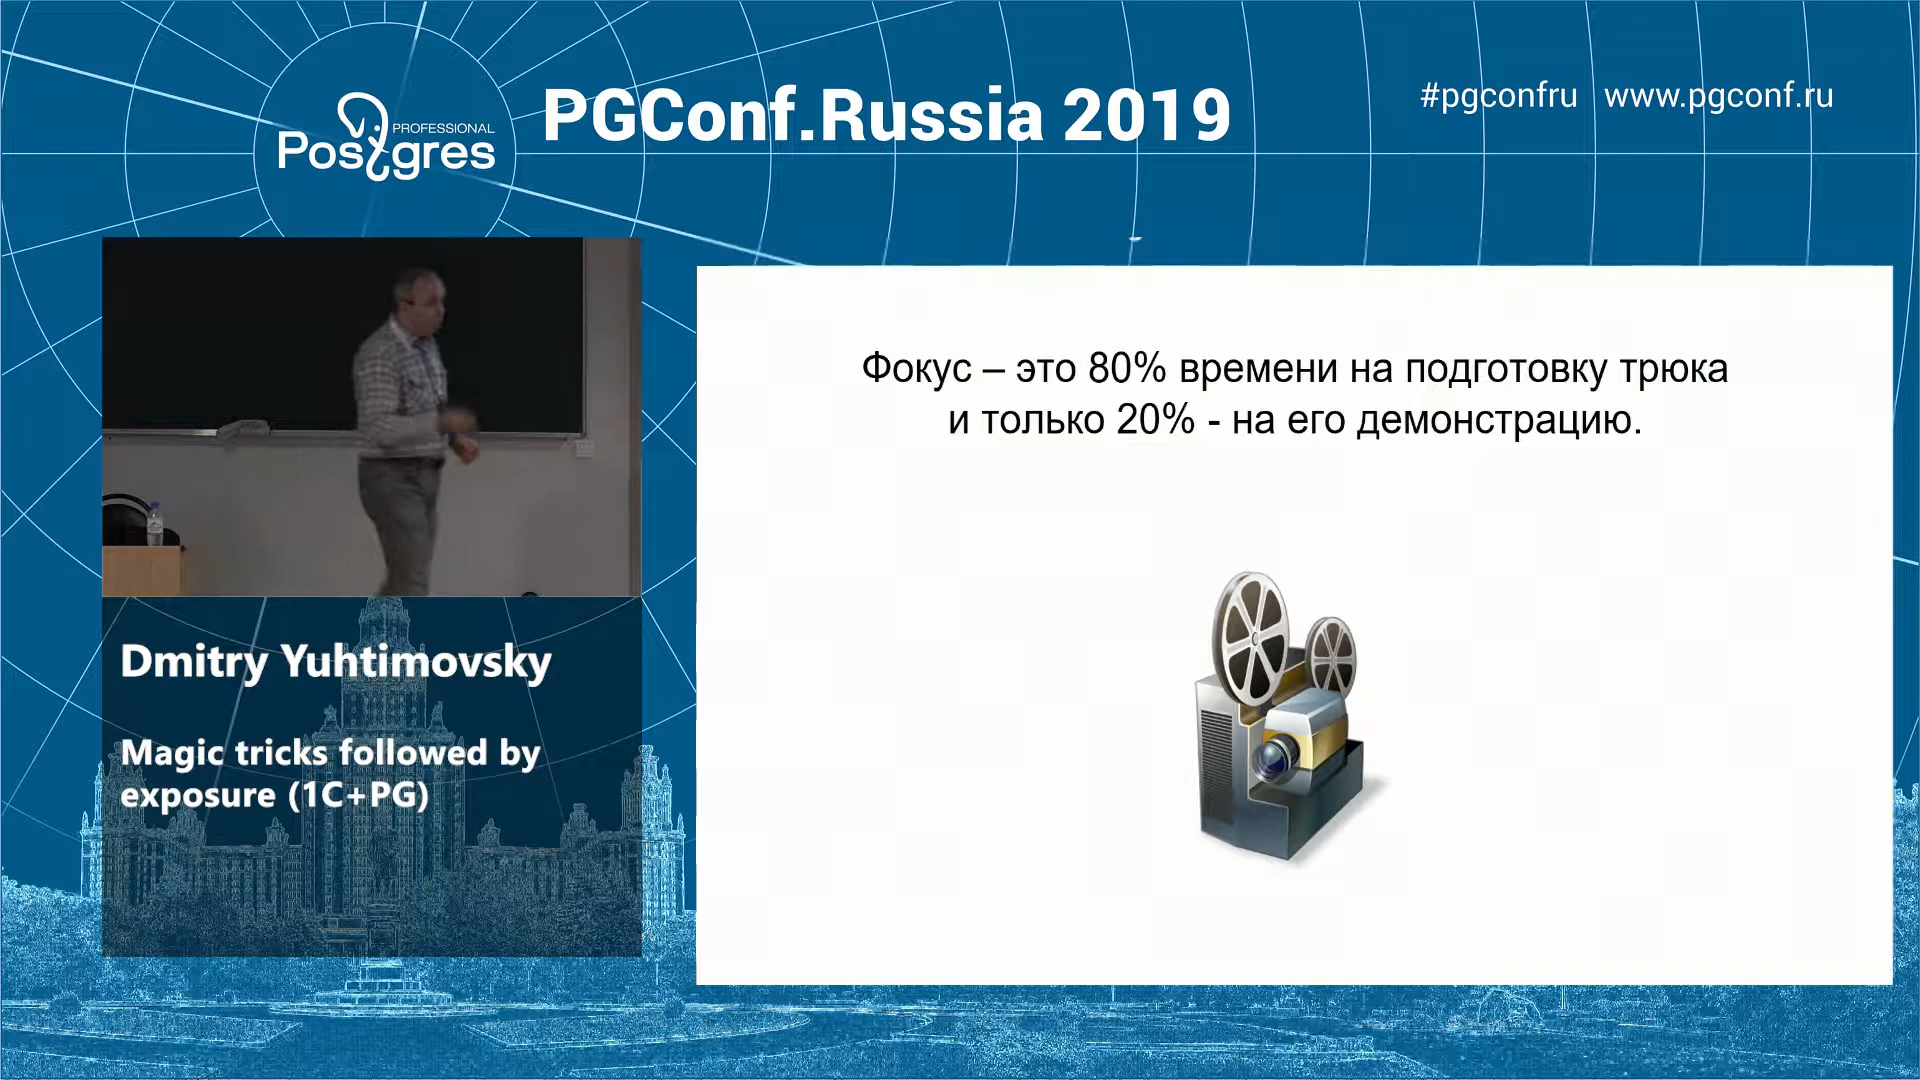 PROFESSIONAL
Postgres
PGConf.Russia 2019
#pgconfru www.pgconf.ru
Фокус – это 80% времени на подготовку трюка
и только 20% - на его демонстрацию.
Dmitry Yuhtimovsky
Magic tricks followed by
exposure (1C+PG)